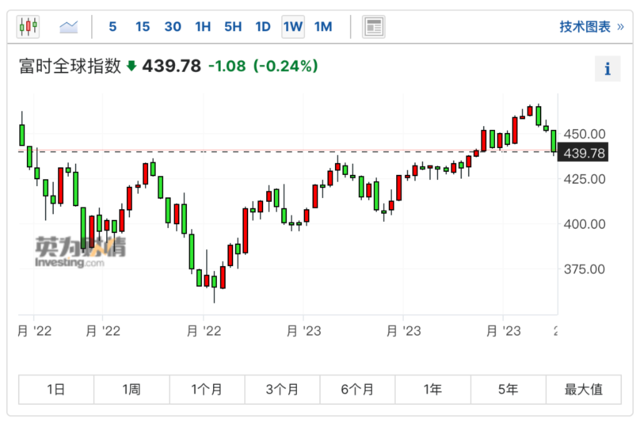 5 15 30 1H 5H 1D 1W 1M 技术图表 »
富时全球指数 439.78 -1.08 (-0.24%)
450.00
439.78
425.00
400.00
375.00
英为财情
Investing.com
月 '22 月 '22 月 '22 月 '23 月 '23 月 '23 2
1日 1周 1个月 3个月 6个月 1年 5年 最大值